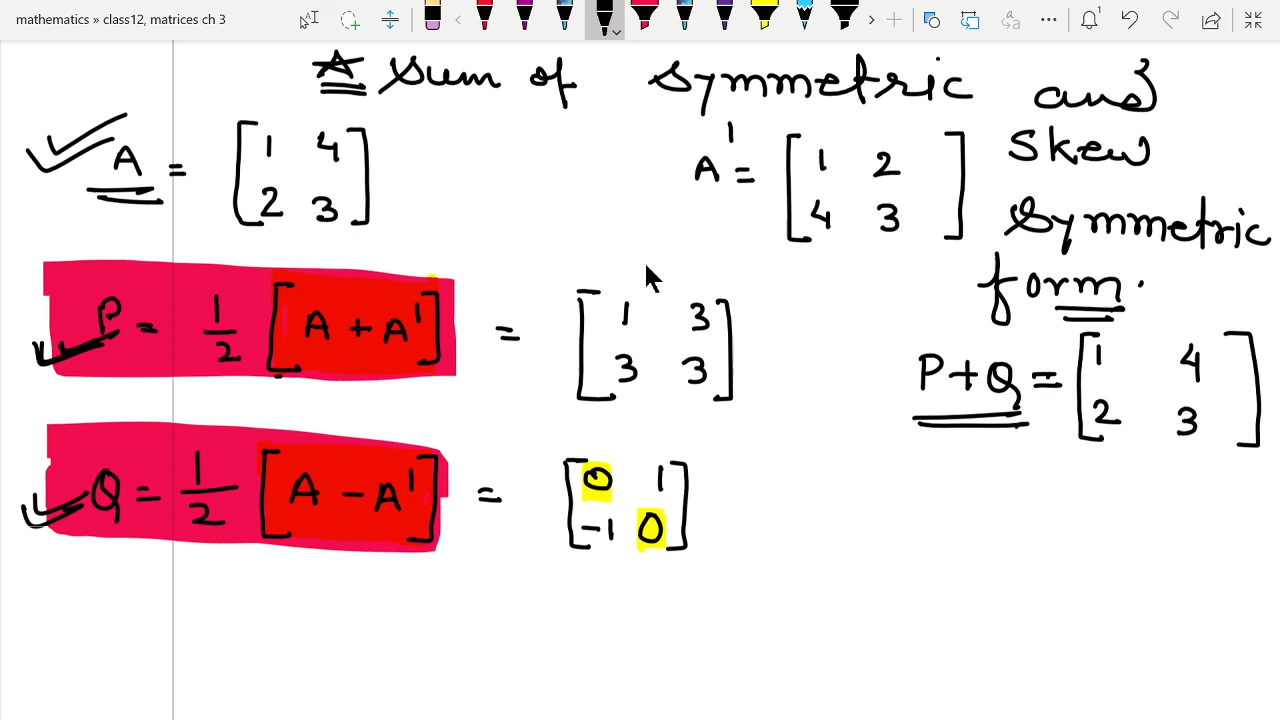 mathematics » class12, matrices ch 3
A Sum of Symmetric and
Skew
Symmetric
form.
A = [1 4
2 3]
A' = [1 2
4 3]
P = 1/2 [A + A'] = [1 3
3 3]
P+Q = [1 4
2 3]
Q = 1/2 [A - A'] = [0 1
-1 0]